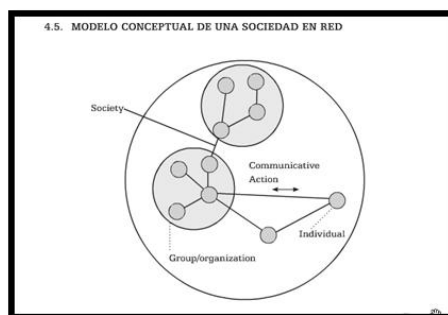 4.5. MODELO CONCEPTUAL DE UNA SOCIEDAD EN RED
Society
Communicative
Action
Individual
Group/organization